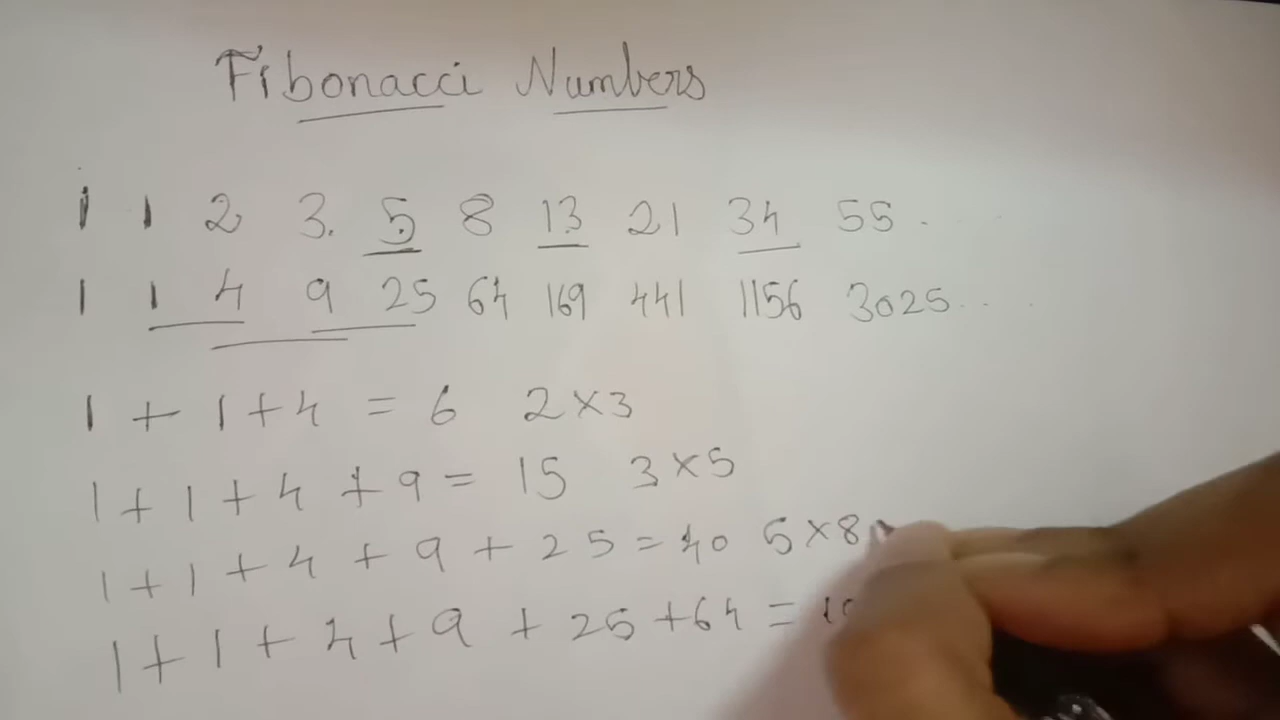 Fibonacci Numbers
1 1 2 3. 5 8 13 21 34 55 . . .
1 1 4 9 25 64 169 441 1156 3025 . . .
1 + 1 + 4 = 6 2 × 3
1 + 1 + 4 + 9 = 15 3 × 5
1 + 1 + 4 + 9 + 25 = 40 5 × 8
1 + 1 + 4 + 9 + 25 + 64 = 10